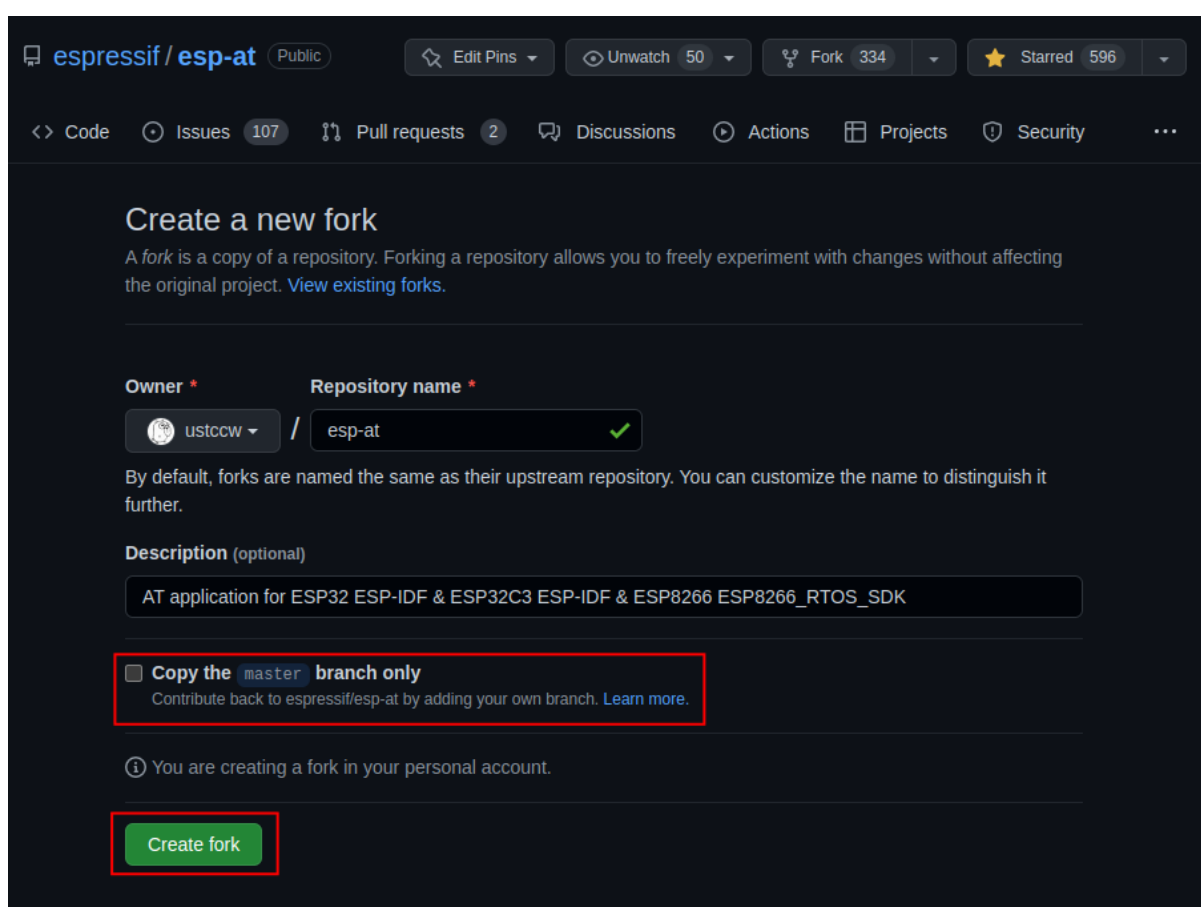 espressif / esp-at Public Edit Pins Unwatch 50 Fork 334 Starred 596
<> Code Issues 107 Pull requests 2 Discussions Actions Projects Security ...
Create a new fork
A fork is a copy of a repository. Forking a repository allows you to freely experiment with changes without affecting
the original project. View existing forks.
Owner * Repository name *
ustccw / esp-at
By default, forks are named the same as their upstream repository. You can customize the name to distinguish it
further.
Description (optional)
AT application for ESP32 ESP-IDF & ESP32C3 ESP-IDF & ESP8266 ESP8266_RTOS_SDK
Copy the master branch only
Contribute back to espressif/esp-at by adding your own branch. Learn more.
You are creating a fork in your personal account.
Create fork